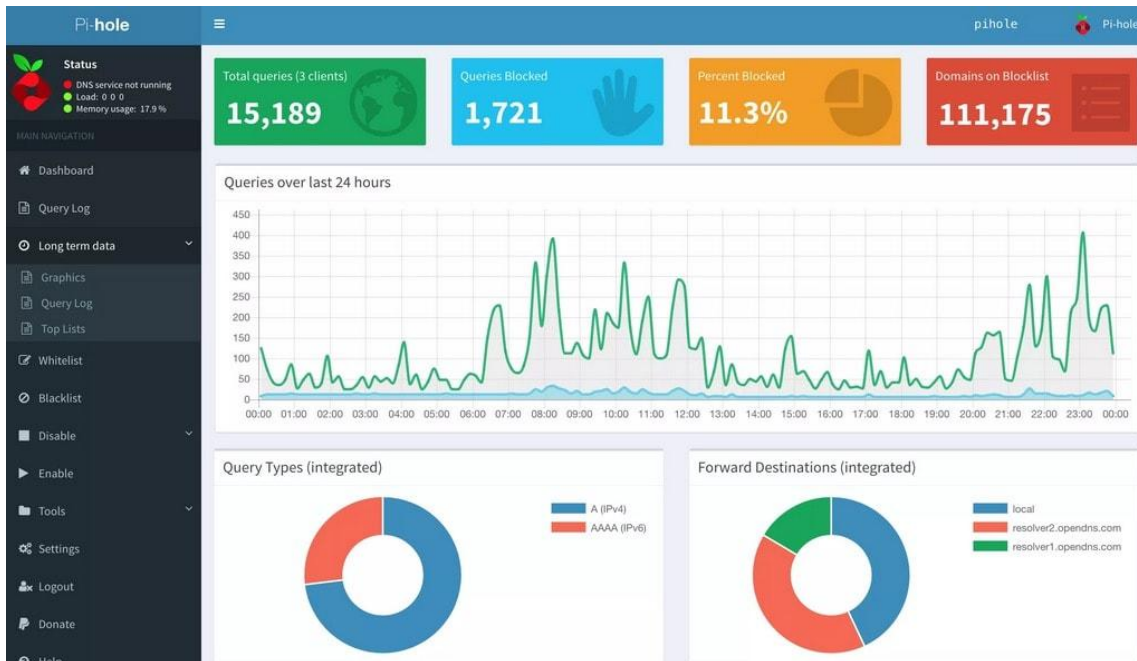 Pi-hole
pihole
Pi-hole
Status
DNS service not running
Load: 0 0 0
Memory usage: 17.9 %
MAIN NAVIGATION
Dashboard
Query Log
Long term data
Graphics
Query Log
Top Lists
Whitelist
Blacklist
Disable
Enable
Tools
Settings
Logout
Donate
Help
Total queries (3 clients)
15,189
Queries Blocked
1,721
Percent Blocked
11.3%
Domains on Blocklist
111,175
Queries over last 24 hours
450
400
350
300
250
200
150
100
50
0
00:00 01:00 02:00 03:00 04:00 05:00 06:00 07:00 08:00 09:00 10:00 11:00 12:00 13:00 14:00 15:00 16:00 17:00 18:00 19:00 20:00 21:00 22:00 23:00 00:00
Query Types (integrated)
A (IPv4)
AAAA (IPv6)
Forward Destinations (integrated)
local
resolver2.opendns.com
resolver1.opendns.com